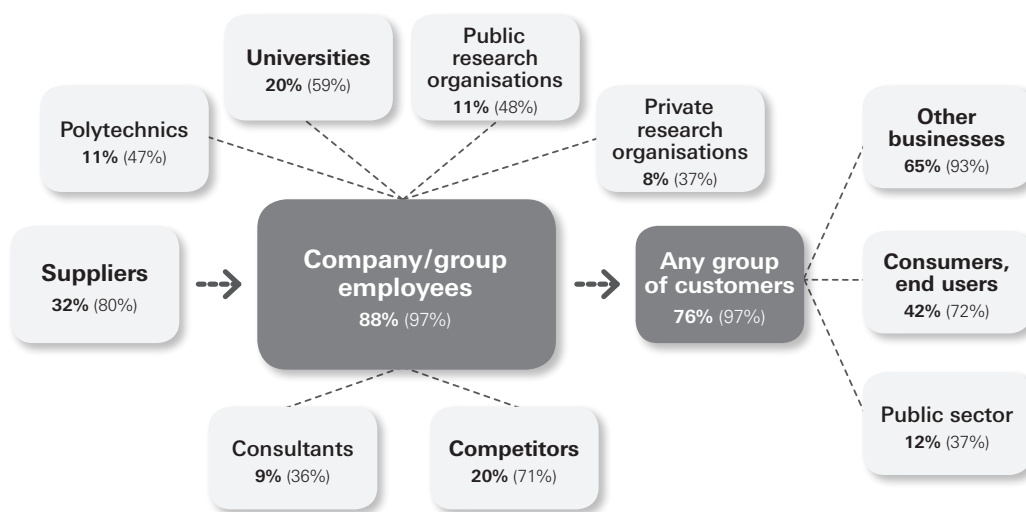 Universities
20% (59%)
Public
research
organisations
11% (48%)
Polytechnics
11% (47%)
Private
research
organisations
8% (37%)
Other
businesses
65% (93%)
Suppliers
32% (80%)
Company/group
employees
88% (97%)
Any group
of customers
76% (97%)
Consumers,
end users
42% (72%)
Consultants
9% (36%)
Competitors
20% (71%)
Public sector
12% (37%)